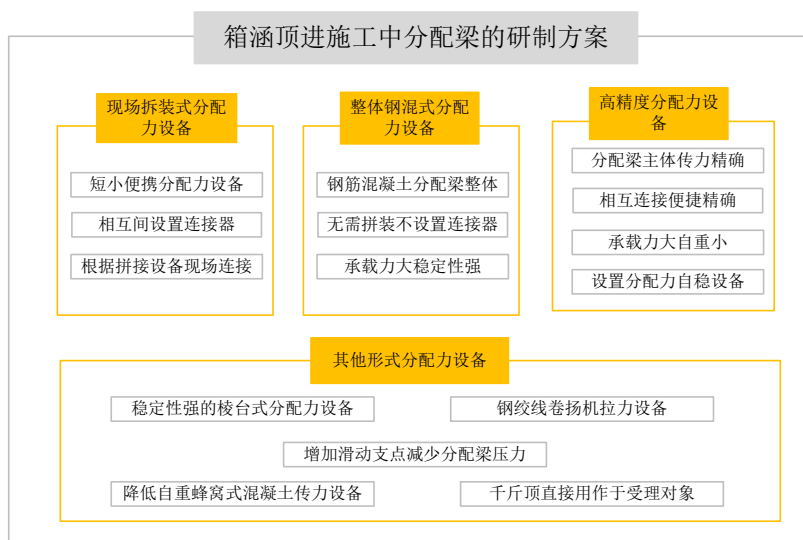 箱涵顶进施工中分配梁的研制方案
现场拆装式分配
力设备
短小便携分配力设备
相互间设置连接器
根据拼接设备现场连接
整体钢混式分配
力设备
钢筋混凝土分配梁整体
无需拼装不设置连接器
承载力大稳定性强
高精度分配力设
备
分配梁主体传力精确
相互连接便捷精确
承载力大自重小
设置分配力自稳设备
其他形式分配力设备
稳定性强的棱台式分配力设备
钢绞线卷扬机拉力设备
增加滑动支点减少分配梁压力
降低自重蜂窝式混凝土传力设备
千斤顶直接用作于受理对象